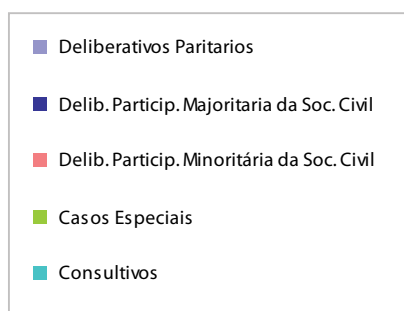 Deliberativos Paritarios
Delib. Particip. Majoritaria da Soc. Civil
Delib. Particip. Minoritária da Soc. Civil
Casos Especiais
Consultivos